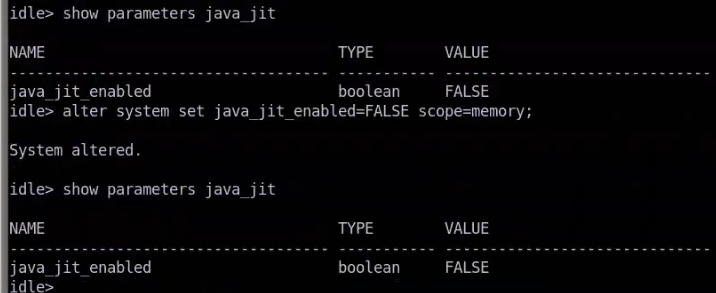 idle> show parameters java_jit
NAME                                 TYPE        VALUE
------------------------------------ ----------- ------------------------------
java_jit_enabled                     boolean     FALSE
idle> alter system set java_jit_enabled=FALSE scope=memory;
System altered.
idle> show parameters java_jit
NAME                                 TYPE        VALUE
------------------------------------ ----------- ------------------------------
java_jit_enabled                     boolean     FALSE
idle>